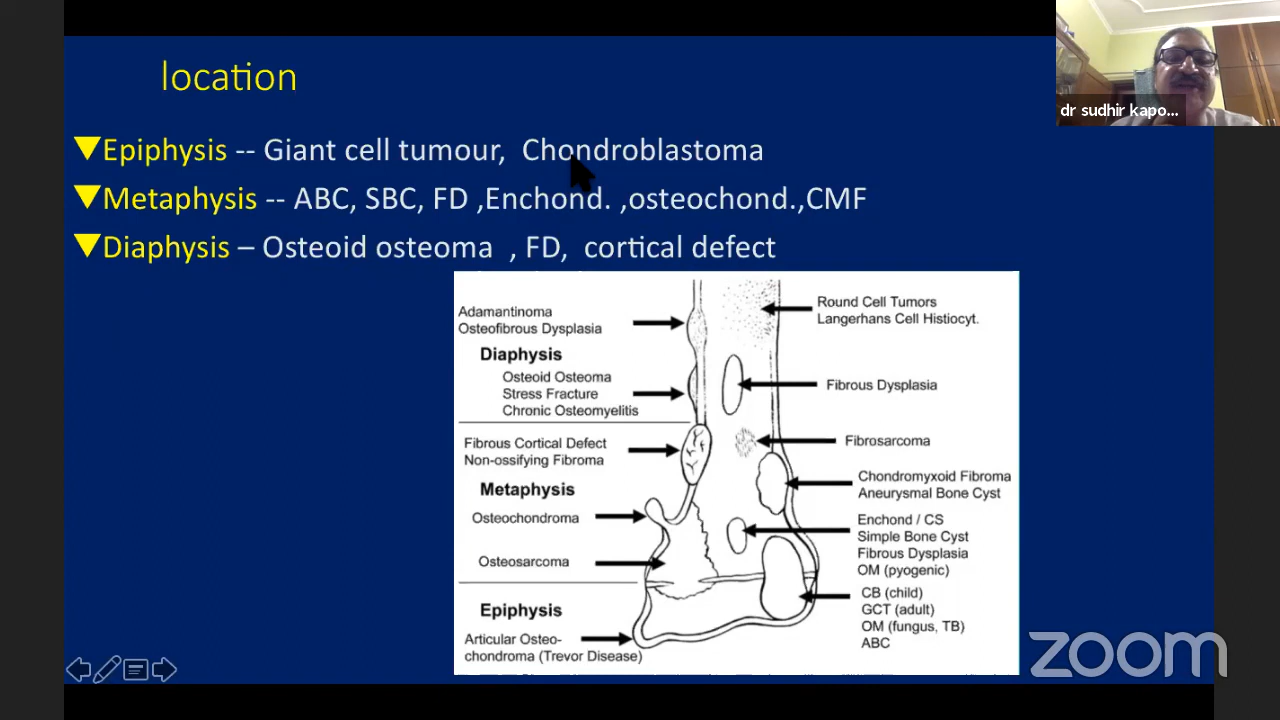 location
dr sudhir kapo...
▼Epiphysis -- Giant cell tumour, Chondroblastoma
▼Metaphysis -- ABC, SBC, FD ,Enchond. ,osteochond.,CMF
▼Diaphysis – Osteoid osteoma , FD, cortical defect
Adamantinoma
Osteofibrous Dysplasia
Diaphysis
Osteoid Osteoma
Stress Fracture
Chronic Osteomyelitis
Fibrous Cortical Defect
Non-ossifying Fibroma
Metaphysis
Osteochondroma
Osteosarcoma
Epiphysis
Articular Osteo-
chondroma (Trevor Disease)
Round Cell Tumors
Langerhans Cell Histiocyt.
Fibrous Dysplasia
Fibrosarcoma
Chondromyxoid Fibroma
Aneurysmal Bone Cyst
Enchond / CS
Simple Bone Cyst
Fibrous Dysplasia
OM (pyogenic)
CB (child)
GCT (adult)
OM (fungus, TB)
ABC
zoom